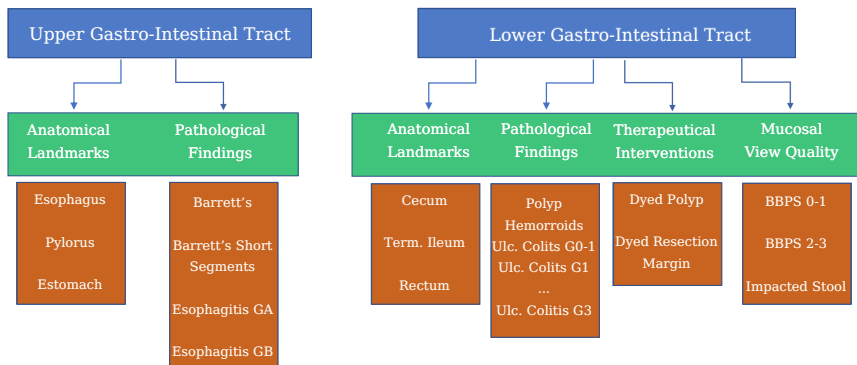 Upper Gastro-Intestinal Tract
Anatomical
Landmarks
Pathological
Findings
Esophagus
Pylorus
Estomach
Barrett’s
Barrett’s Short
Segments
Esophagitis GA
Esophagitis GB
Lower Gastro-Intestinal Tract
Anatomical
Landmarks
Pathological
Findings
Therapeutical
Interventions
Mucosal
View Quality
Cecum
Term. Ileum
Rectum
Polyp
Hemorroids
Ulc. Colits G0-1
Ulc. Colits G1
...
Ulc. Colitis G3
Dyed Polyp
Dyed Resection
Margin
BBPS 0-1
BBPS 2-3
Impacted Stool